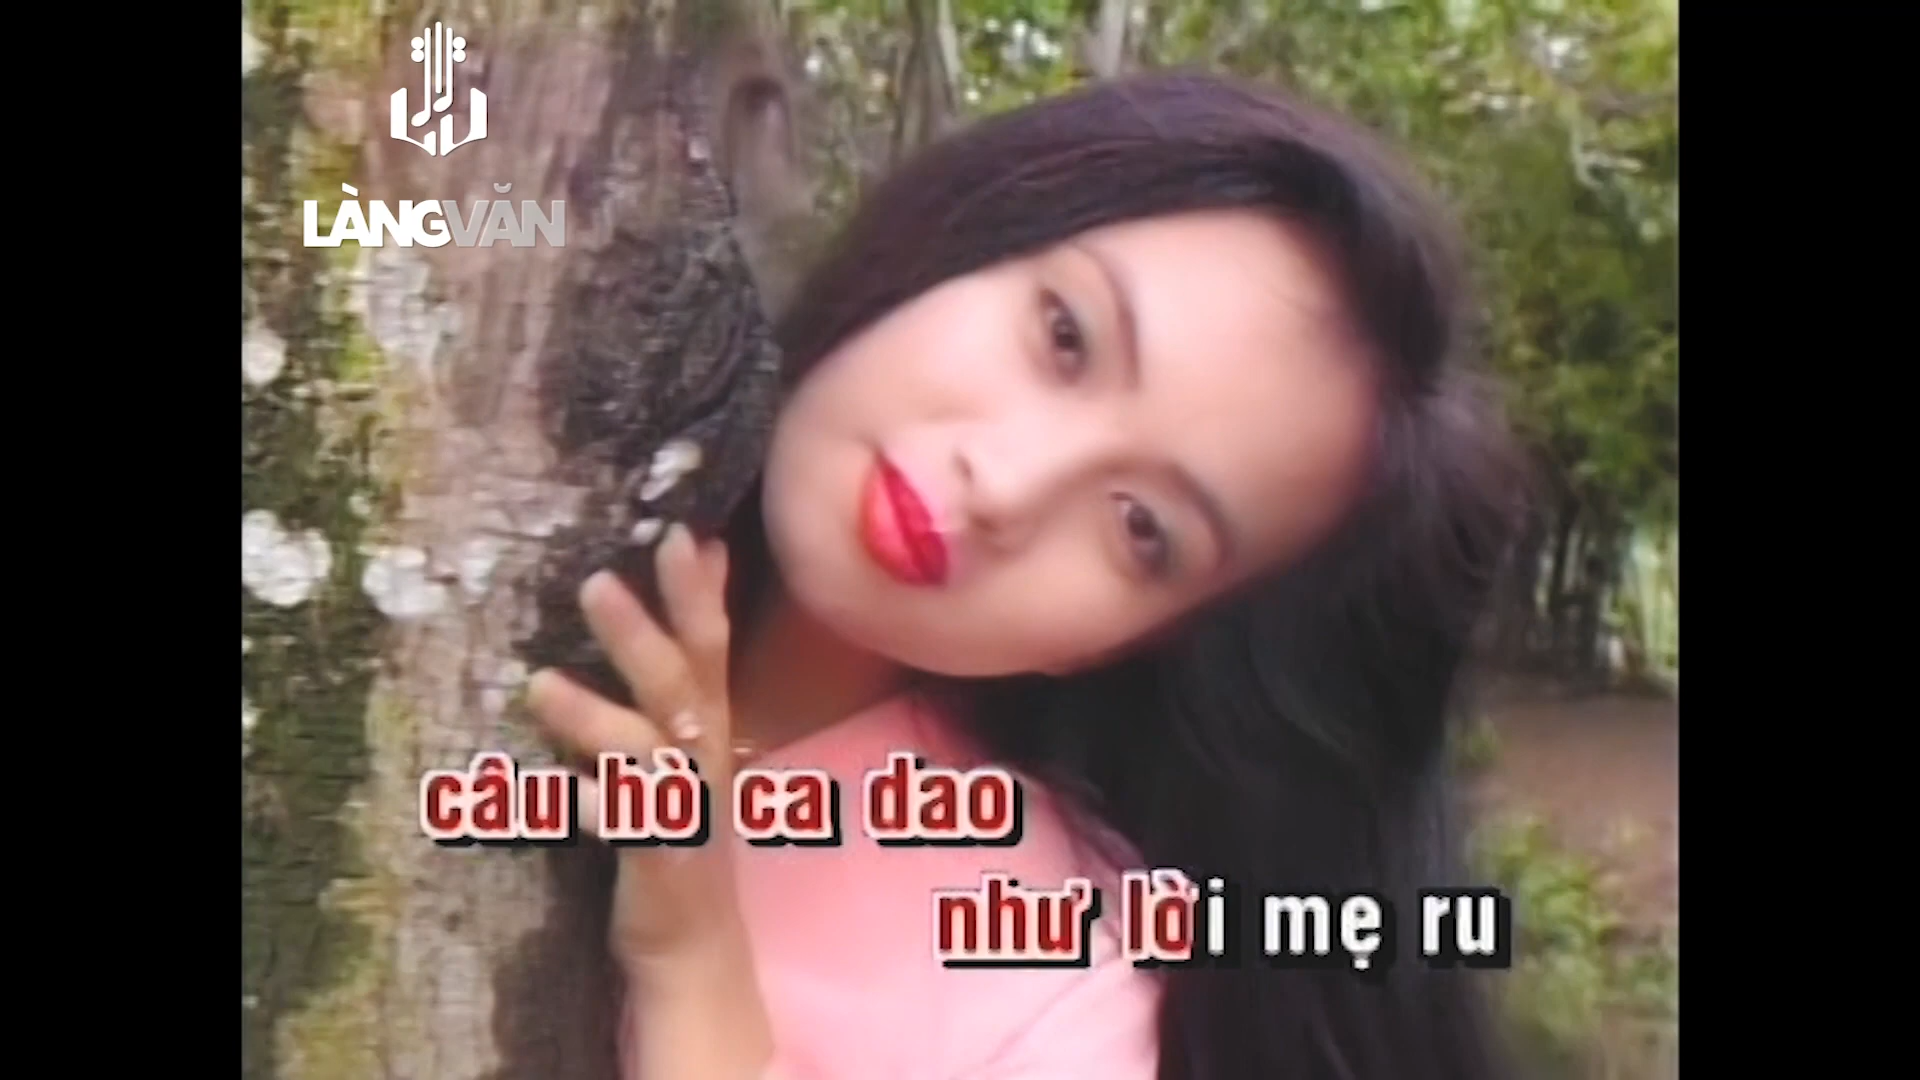 LÀNGVĂN
câu hò ca dao
như lời mẹ ru